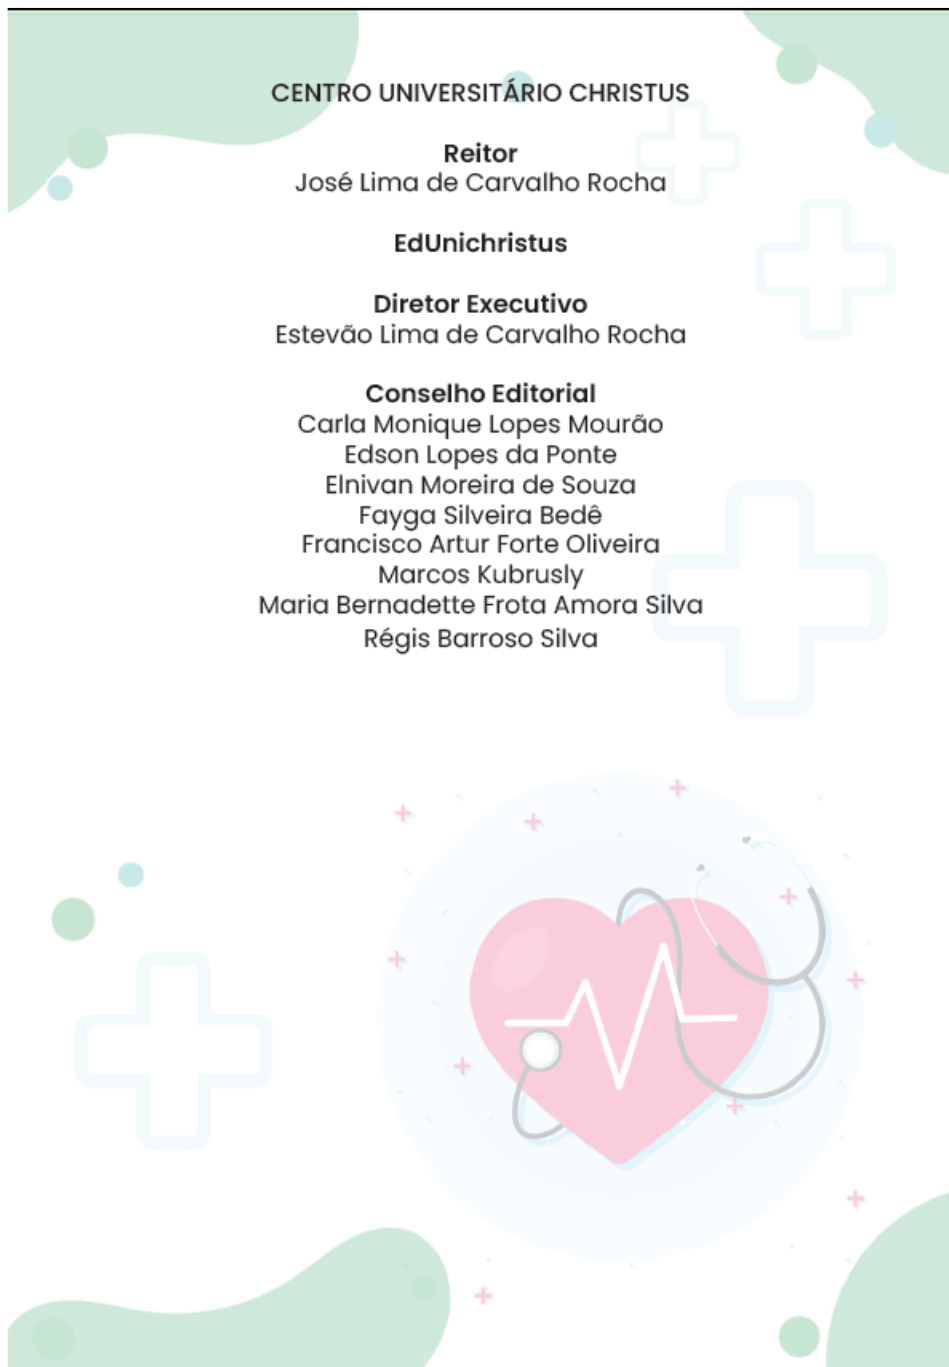 CENTRO UNIVERSITÁRIO CHRISTUS
Reitor
José Lima de Carvalho Rocha
EdUnichristus
Diretor Executivo
Estevão Lima de Carvalho Rocha
Conselho Editorial
Carla Monique Lopes Mourão
Edson Lopes da Ponte
Elnivan Moreira de Souza
Fayga Silveira Bedê
Francisco Artur Forte Oliveira
Marcos Kubrusly
Maria Bernadette Frota Amora Silva
Régis Barroso Silva